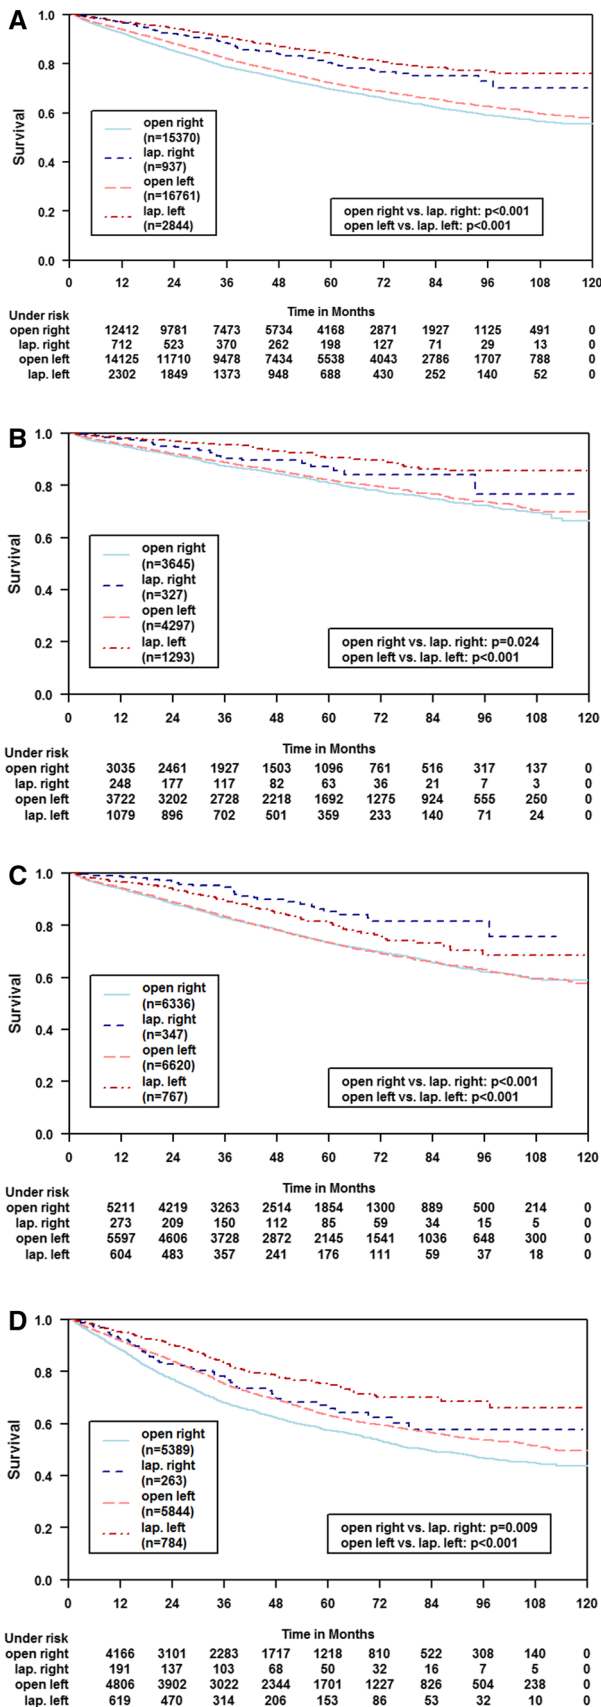 A
1.0
0.8
0.6
0.4
0.2
0.0
Survival
open right
(n=15370)
lap. right
(n=937)
open left
(n=16761)
lap. left
(n=2844)
open right vs. lap. right: p<0.001
open left vs. lap. left: p<0.001
0 12 24 36 48 60 72 84 96 108 120
Time in Months
Under risk
open right 12412 9781 7473 5734 4168 2871 1927 1125 491 0
lap. right 712 523 370 262 198 127 71 29 13 0
open left 14125 11710 9478 7434 5538 4043 2786 1707 788 0
lap. left 2302 1849 1373 948 688 430 252 140 52 0
B
1.0
0.8
0.6
0.4
0.2
0.0
Survival
open right
(n=3645)
lap. right
(n=327)
open left
(n=4297)
lap. left
(n=1293)
open right vs. lap. right: p=0.024
open left vs. lap. left: p<0.001
0 12 24 36 48 60 72 84 96 108 120
Time in Months
Under risk
open right 3035 2461 1927 1503 1096 761 516 317 137 0
lap. right 248 177 117 82 63 36 21 7 3 0
open left 3722 3202 2728 2218 1692 1275 924 555 250 0
lap. left 1079 896 702 501 359 233 140 71 24 0
C
1.0
0.8
0.6
0.4
0.2
0.0
Survival
open right
(n=6336)
lap. right
(n=347)
open left
(n=6620)
lap. left
(n=767)
open right vs. lap. right: p<0.001
open left vs. lap. left: p<0.001
0 12 24 36 48 60 72 84 96 108 120
Time in Months
Under risk
open right 5211 4219 3263 2514 1854 1300 889 500 214 0
lap. right 273 209 150 112 85 59 34 15 5 0
open left 5597 4606 3728 2872 2145 1541 1036 648 300 0
lap. left 604 483 357 241 176 111 59 37 18 0
D
1.0
0.8
0.6
0.4
0.2
0.0
Survival
open right
(n=5389)
lap. right
(n=263)
open left
(n=5844)
lap. left
(n=784)
open right vs. lap. right: p=0.009
open left vs. lap. left: p<0.001
0 12 24 36 48 60 72 84 96 108 120
Time in Months
Under risk
open right 4166 3101 2283 1717 1218 810 522 308 140 0
lap. right 191 137 103 68 50 32 16 7 5 0
open left 4806 3902 3022 2344 1701 1227 826 504 238 0
lap. left 619 470 314 206 153 86 53 32 10 0